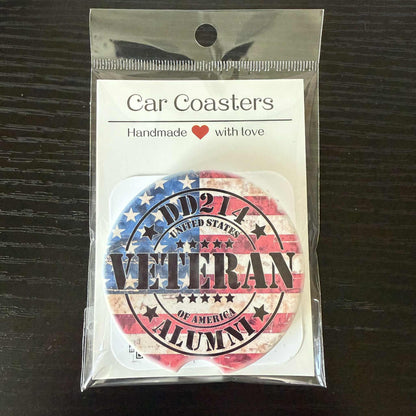 Car Coasters
Handmade ❤ with love
DD214
UNITED STATES
VETERAN
OF AMERICA
ALUMNI